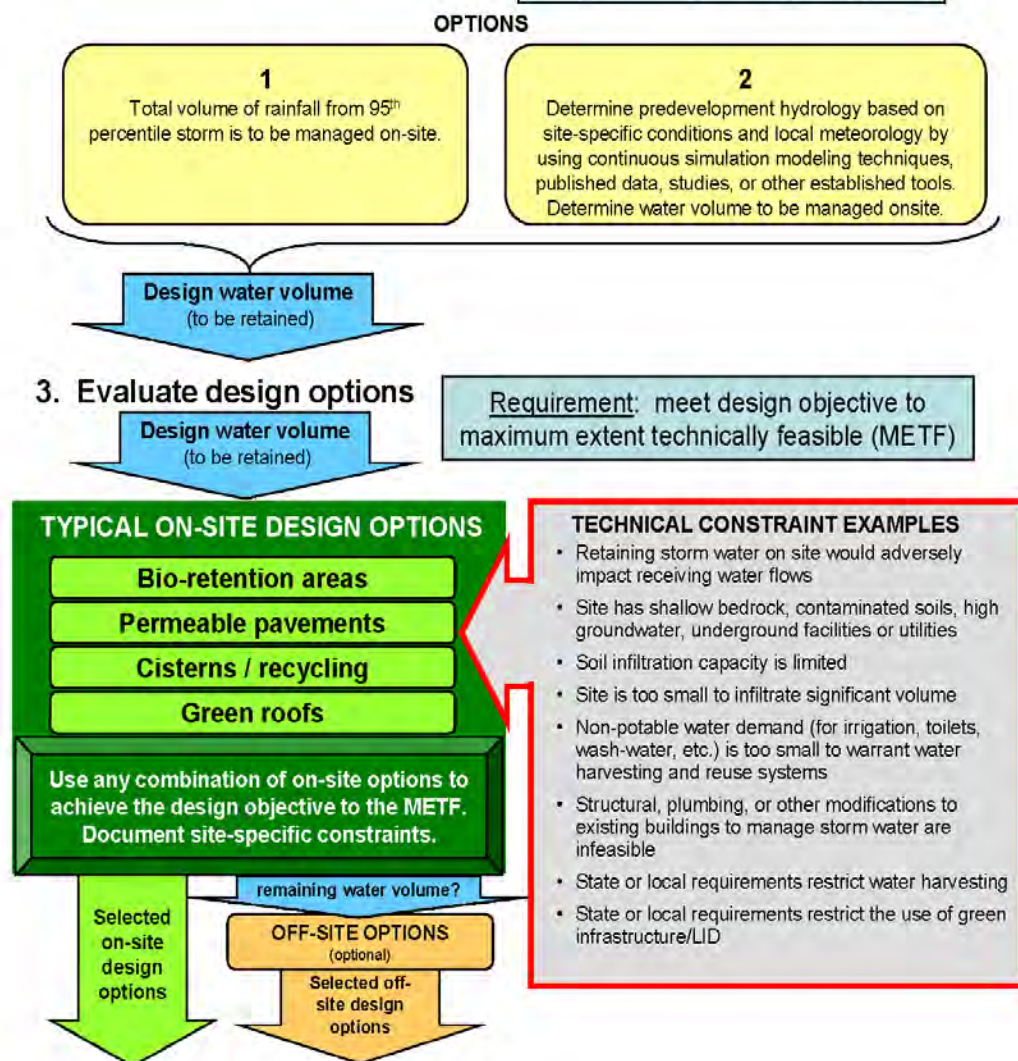 OPTIONS
1
Total volume of rainfall from 95th
percentile storm is to be managed on-site.
2
Determine predevelopment hydrology based on
site-specific conditions and local meteorology by
using continuous simulation modeling techniques,
published data, studies, or other established tools.
Determine water volume to be managed onsite.
Design water volume
(to be retained)
3. Evaluate design options
Requirement: meet design objective to
maximum extent technically feasible (METF)
Design water volume
(to be retained)
TYPICAL ON-SITE DESIGN OPTIONS
Bio-retention areas
Permeable pavements
Cisterns / recycling
Green roofs
Use any combination of on-site options to
achieve the design objective to the METF.
Document site-specific constraints.
TECHNICAL CONSTRAINT EXAMPLES
• Retaining storm water on site would adversely
impact receiving water flows
• Site has shallow bedrock, contaminated soils, high
groundwater, underground facilities or utilities
• Soil infiltration capacity is limited
• Site is too small to infiltrate significant volume
• Non-potable water demand (for irrigation, toilets,
wash-water, etc.) is too small to warrant water
harvesting and reuse systems
• Structural, plumbing, or other modifications to
existing buildings to manage storm water are
infeasible
• State or local requirements restrict water harvesting
• State or local requirements restrict the use of green
infrastructure/LID
Selected
on-site
design
options
remaining water volume?
OFF-SITE OPTIONS
(optional)
Selected off-
site design
options